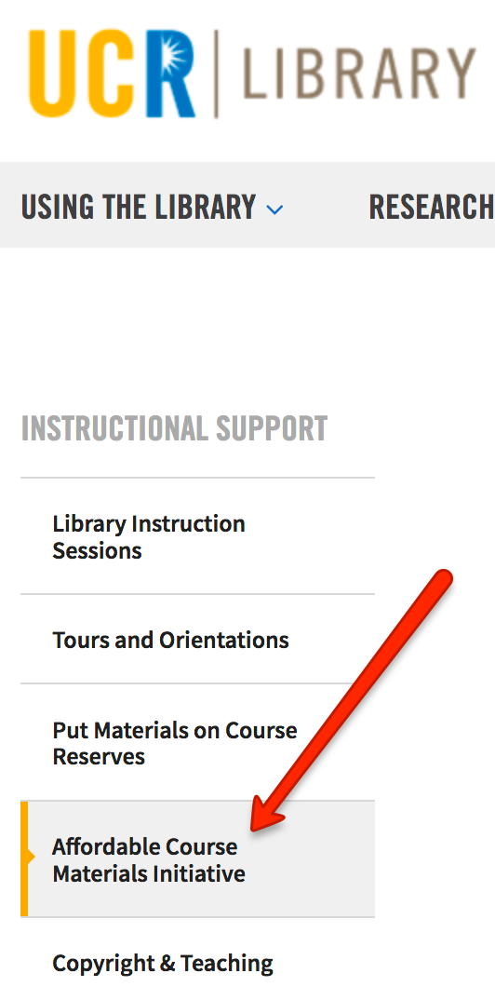 UCR LIBRARY
USING THE LIBRARY RESEARCH
INSTRUCTIONAL SUPPORT
Library Instruction
Sessions
Tours and Orientations
Put Materials on Course
Reserves
Affordable Course
Materials Initiative
Copyright & Teaching